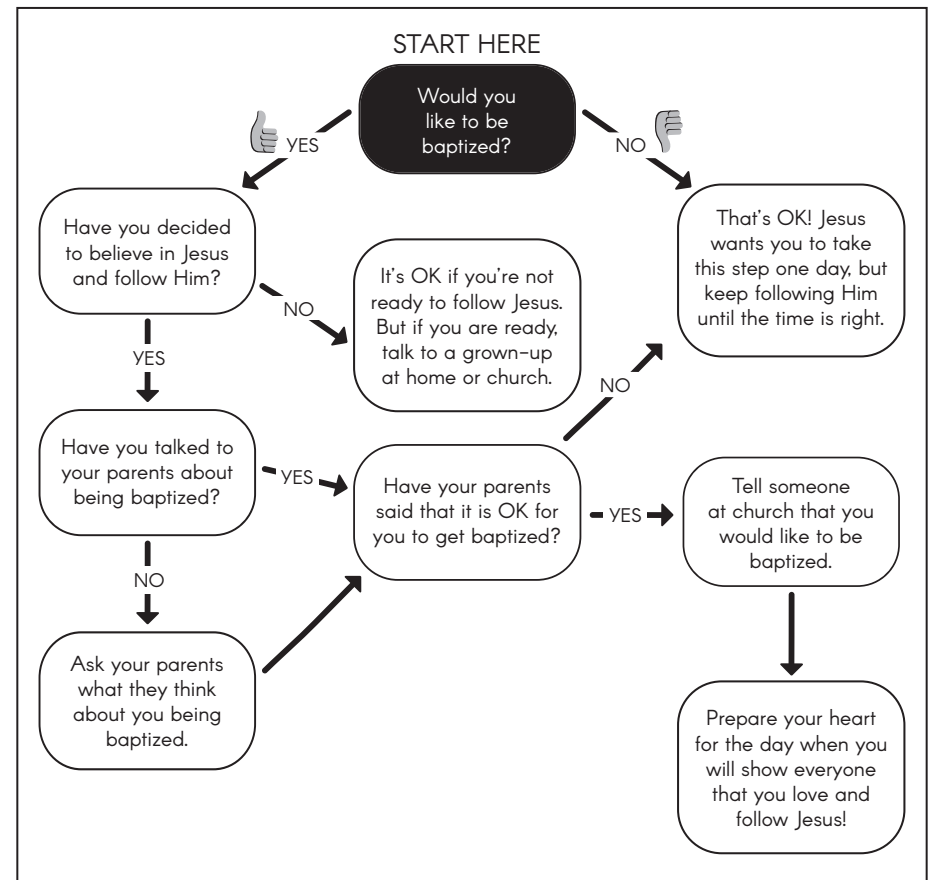 START HERE
Would you
like to be
baptized?
YES
NO
Have you decided
to believe in Jesus
and follow Him?
That's OK! Jesus
wants you to take
this step one day, but
keep following Him
until the time is right.
NO
It's OK if you're not
ready to follow Jesus.
But if you are ready,
talk to a grown-up
at home or church.
YES
Have you talked to
your parents about
being baptized?
YES
Have your parents
said that it is OK for
you to get baptized?
NO
YES
Tell someone
at church that you
would like to be
baptized.
NO
Ask your parents
what they think
about you being
baptized.
Prepare your heart
for the day when you
will show everyone
that you love and
follow Jesus!